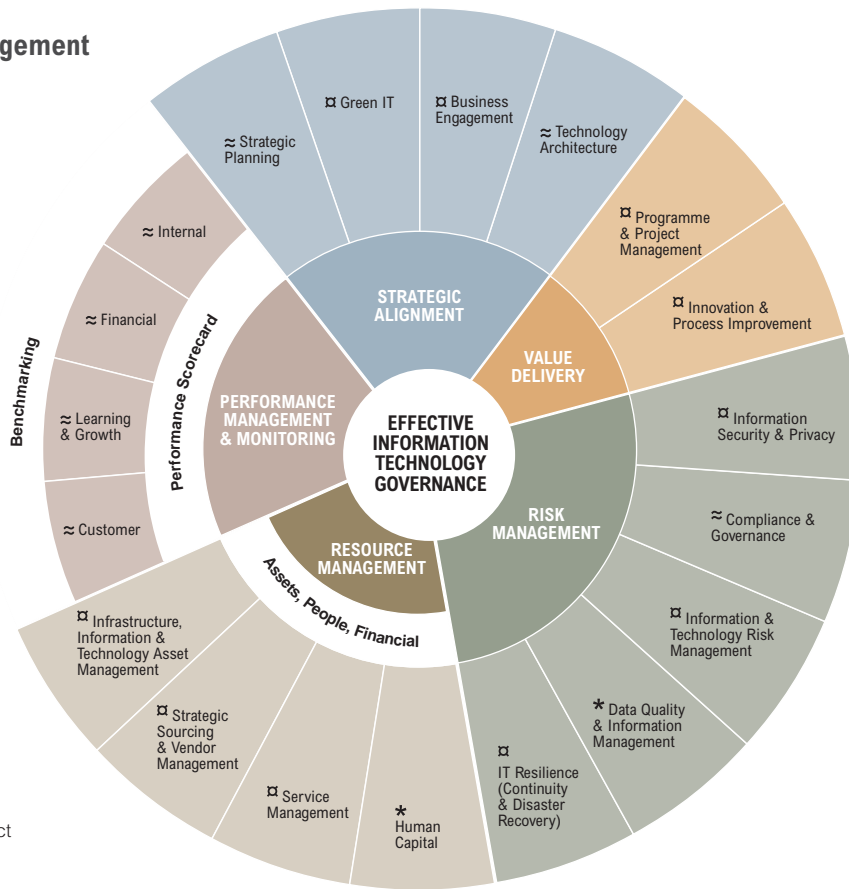 gement
≈ Strategic
Planning
¤ Green IT
¤ Business
Engagement
≈ Technology
Architecture
¤ Programme
& Project
Management
¤ Innovation &
Process Improvement
¤ Information
Security & Privacy
≈ Compliance &
Governance
¤ Information &
Technology Risk
Management
* Data Quality
& Information
Management
¤
IT Resilience
(Continuity
& Disaster
Recovery)
*
Human
Capital
¤ Service
Management
¤ Strategic
Sourcing
& Vendor
Management
¤ Infrastructure,
Information &
Technology Asset
Management
≈ Customer
≈ Learning
& Growth
≈ Financial
≈ Internal
Benchmarking
Performance Scorecard
Assets, People, Financial
STRATEGIC
ALIGNMENT
VALUE
DELIVERY
RISK
MANAGEMENT
RESOURCE
MANAGEMENT
PERFORMANCE
MANAGEMENT
& MONITORING
EFFECTIVE
INFORMATION
TECHNOLOGY
GOVERNANCE
ct